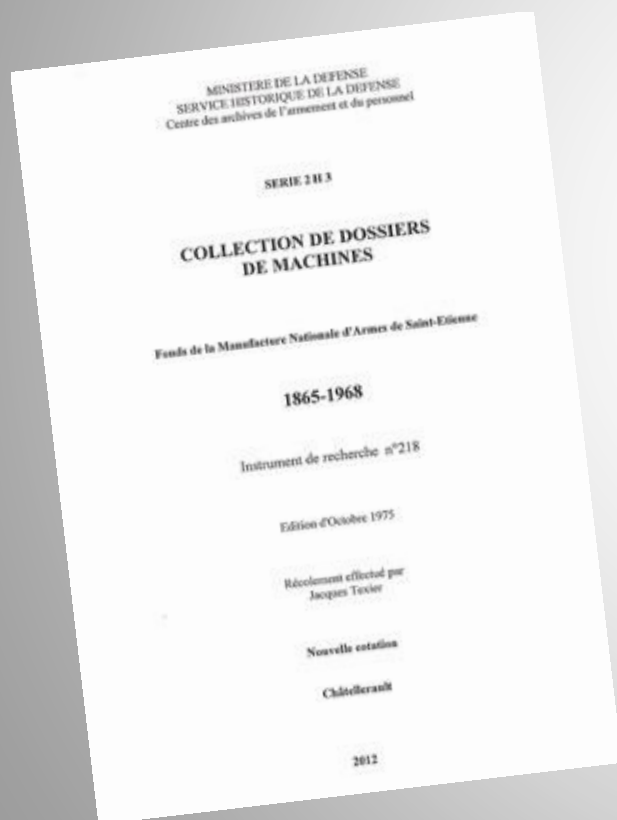 MINISTERE DE LA DEFENSE
SERVICE HISTORIQUE DE LA DEFENSE
Centre des archives de l'armement et du personnel
SERIE 2 H 3
COLLECTION DE DOSSIERS
DE MACHINES
Fonds de la Manufacture Nationale d'Armes de Saint-Etienne
1865-1968
Instrument de recherche n°218
Edition d'Octobre 1975
Récolement effectué par
Jacques Texier
Nouvelle cotation
Châtellerault
2012